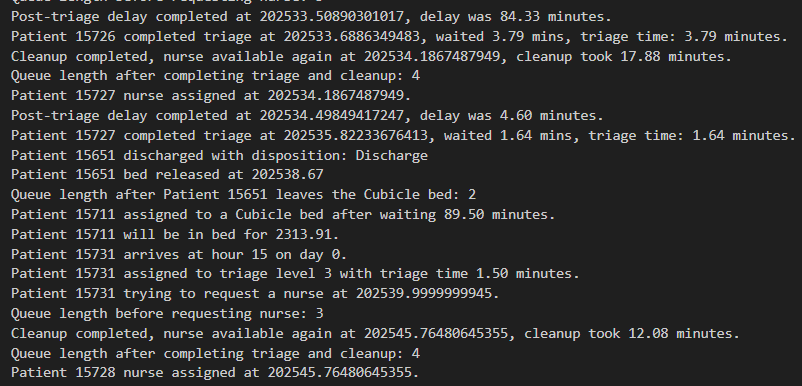 Post-triage delay completed at 202533.50890301017, delay was 84.33 minutes.
Patient 15726 completed triage at 202533.6886349483, waited 3.79 mins, triage time: 3.79 minutes.
Cleanup completed, nurse available again at 202534.1867487949, cleanup took 17.88 minutes.
Queue length after completing triage and cleanup: 4
Patient 15727 nurse assigned at 202534.1867487949.
Post-triage delay completed at 202534.49849417247, delay was 4.60 minutes.
Patient 15727 completed triage at 202535.82233676413, waited 1.64 mins, triage time: 1.64 minutes.
Patient 15651 discharged with disposition: Discharge
Patient 15651 bed released at 202538.67
Queue length after Patient 15651 leaves the Cubicle bed: 2
Patient 15711 assigned to a Cubicle bed after waiting 89.50 minutes.
Patient 15711 will be in bed for 2313.91.
Patient 15731 arrives at hour 15 on day 0.
Patient 15731 assigned to triage level 3 with triage time 1.50 minutes.
Patient 15731 trying to request a nurse at 202539.9999999945.
Queue length before requesting nurse: 3
Cleanup completed, nurse available again at 202545.76480645355, cleanup took 12.08 minutes.
Queue length after completing triage and cleanup: 4
Patient 15728 nurse assigned at 202545.76480645355.